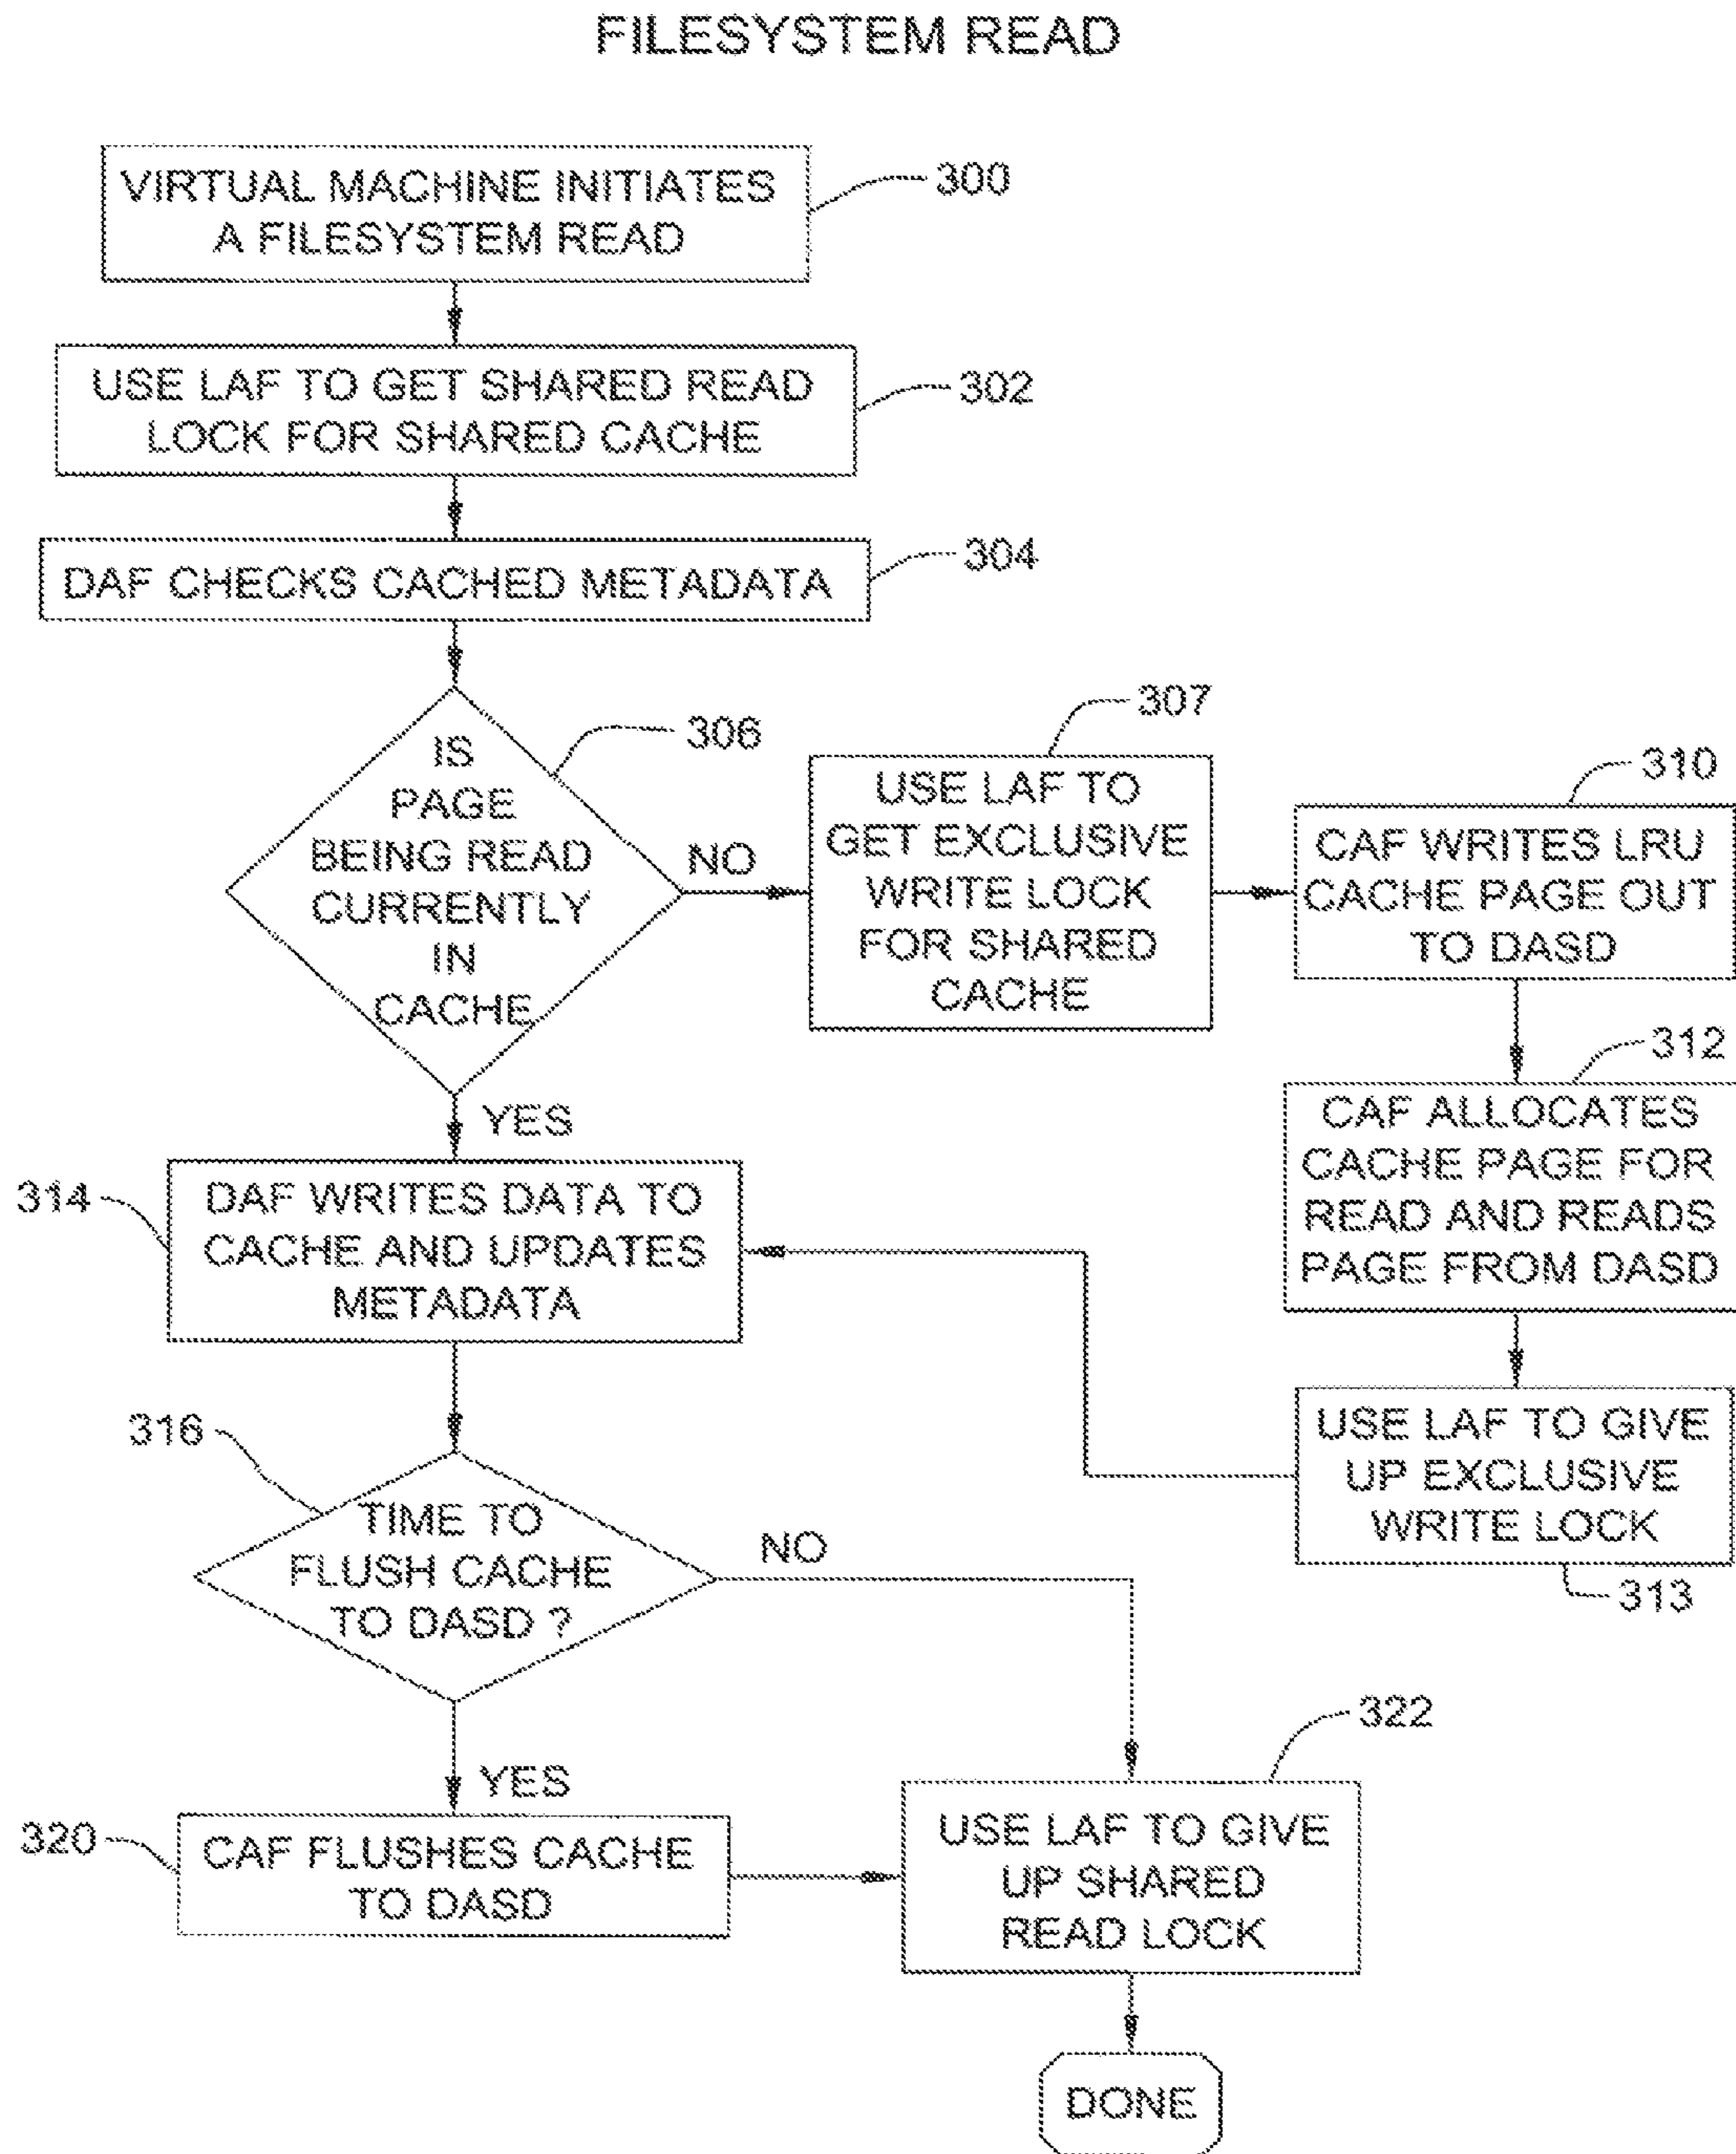 FILESYSTEM READ
VIRTUAL MACHINE INITIATES
A FILESYSTEM READ
300
USE LAF TO GET SHARED READ
LOCK FOR SHARED CACHE
302
DAF CHECKS CACHED METADATA
304
IS
PAGE
BEING READ
CURRENTLY
IN
CACHE
306
NO
YES
307
USE LAF TO
GET EXCLUSIVE
WRITE LOCK
FOR SHARED
CACHE
310
CAF WRITES LRU
CACHE PAGE OUT
TO DASD
312
CAF ALLOCATES
CACHE PAGE FOR
READ AND READS
PAGE FROM DASD
USE LAF TO GIVE
UP EXCLUSIVE
WRITE LOCK
313
314
DAF WRITES DATA TO
CACHE AND UPDATES
METADATA
316
TIME TO
FLUSH CACHE
TO DASD ?
NO
YES
320
CAF FLUSHES CACHE
TO DASD
322
USE LAF TO GIVE
UP SHARED
READ LOCK
DONE